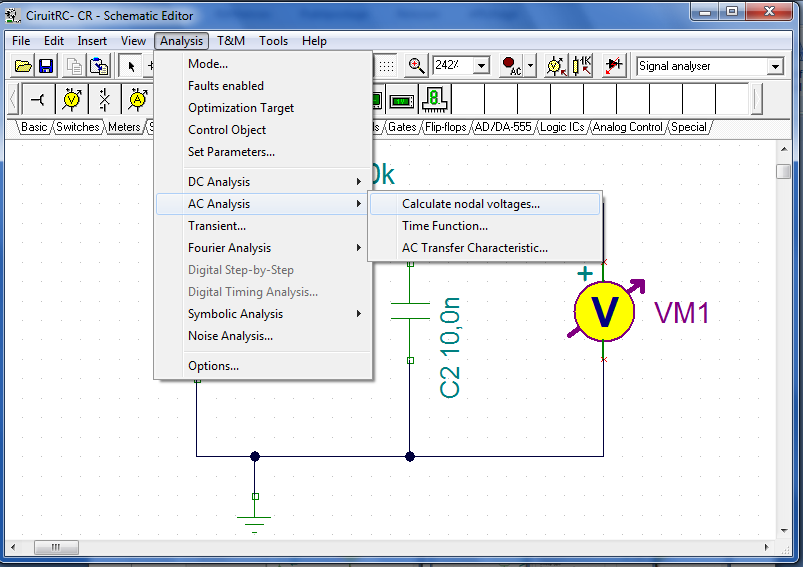 CiruitRC- CR - Schematic Editor
File Edit Insert View Analysis T&M Tools Help
AC 242% 1K Signal analyser
Basic Switches Meters S ls Gates Flip-flops AD/DA-555 Logic ICs Analog Control Special
Mode...
Faults enabled
Optimization Target
Control Object
Set Parameters...
DC Analysis
AC Analysis
Transient...
Fourier Analysis
Digital Step-by-Step
Digital Timing Analysis...
Symbolic Analysis
Noise Analysis...
Options...
Calculate nodal voltages...
Time Function...
AC Transfer Characteristic...
0k
C2 10,0n
+
V
VM1